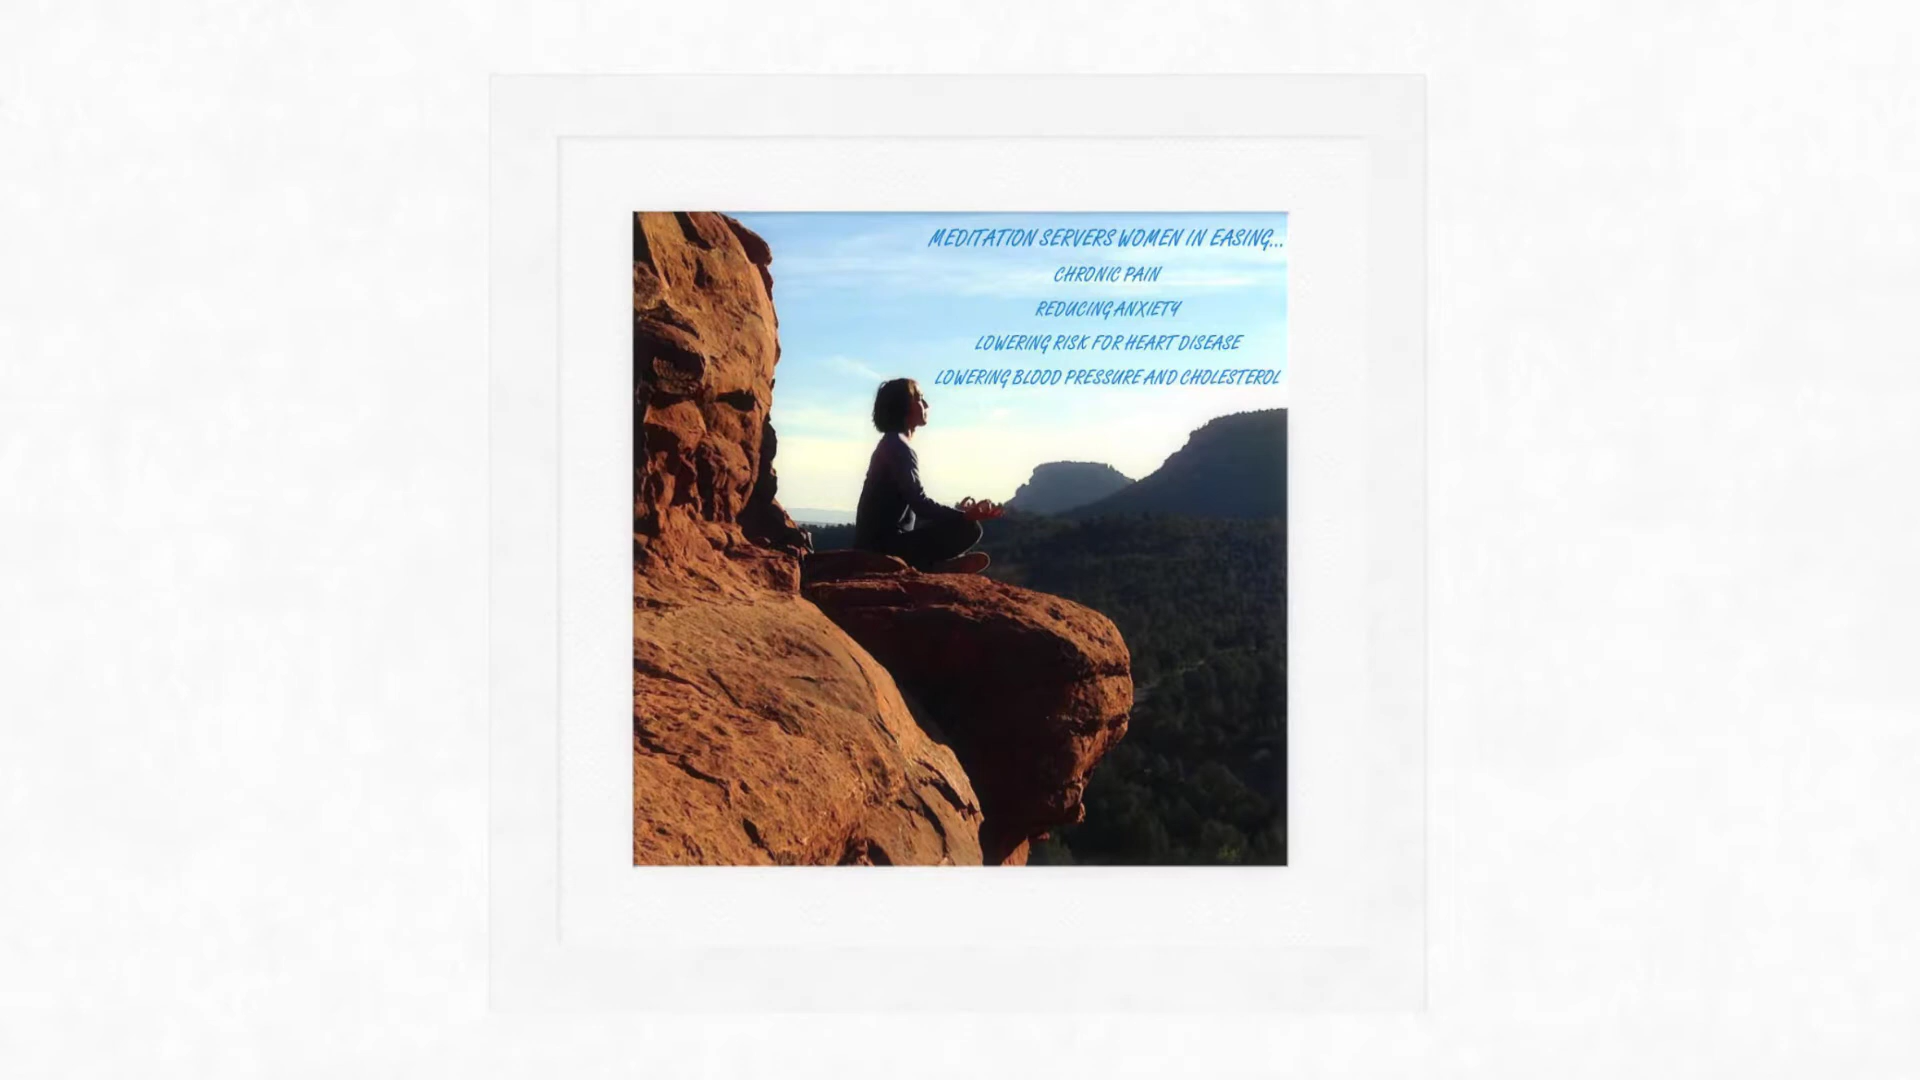 MEDITATION SERVERS WOMEN IN EASING...
CHRONIC PAIN
REDUCING ANXIETY
LOWERING RISK FOR HEART DISEASE
LOWERING BLOOD PRESSURE AND CHOLESTEROL